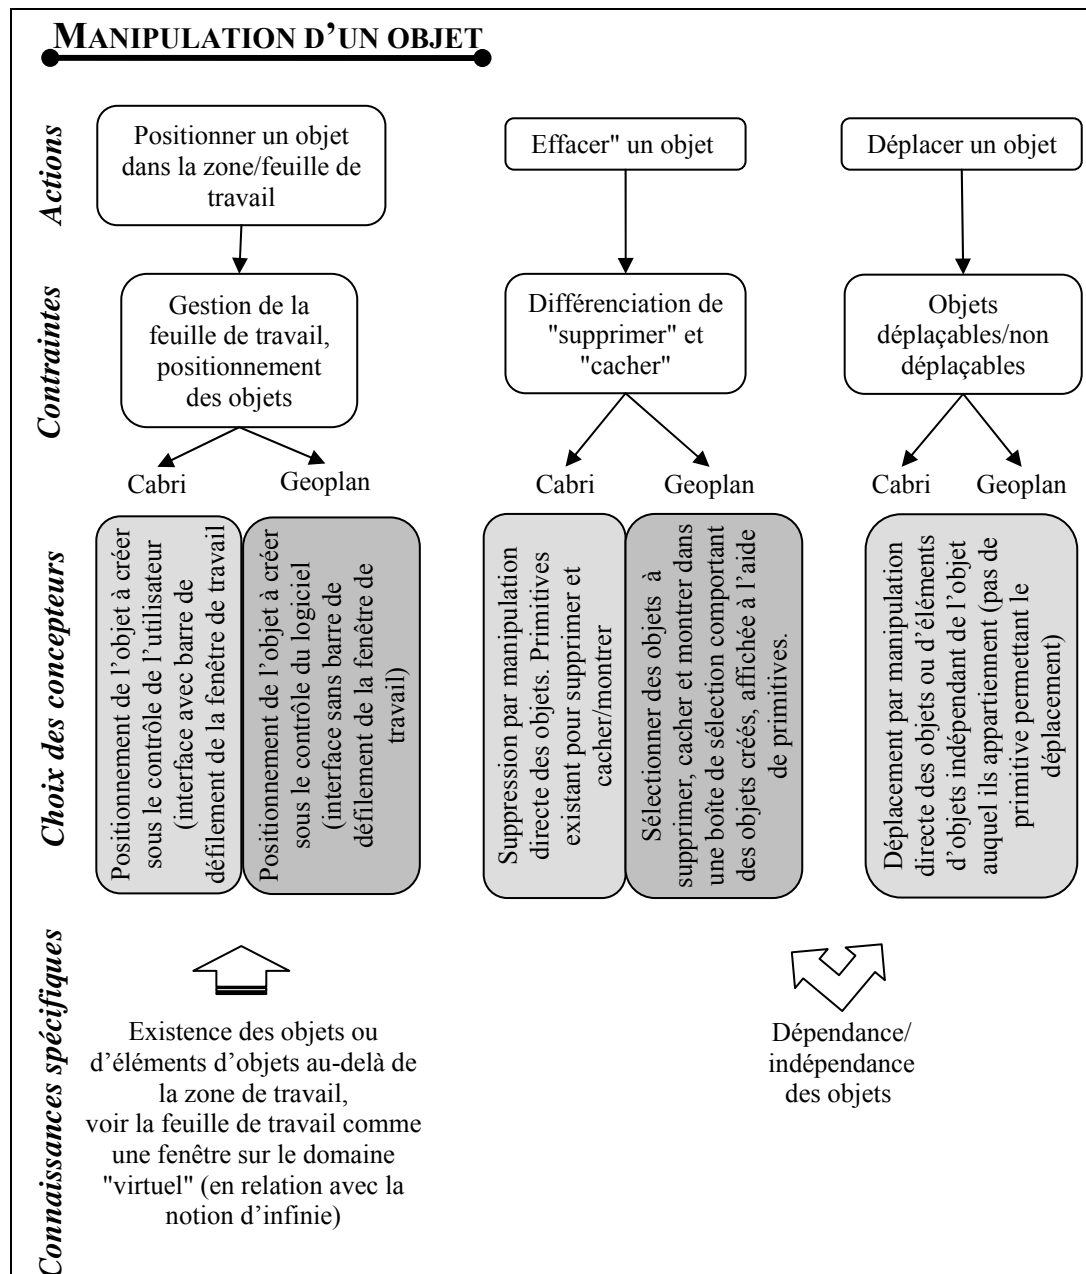 MANIPULATION D'UN OBJET
Actions
Positionner un objet
dans la zone/feuille de
travail
Effacer" un objet
Déplacer un objet
Contraintes
Gestion de la
feuille de travail,
positionnement
des objets
Différenciation de
"supprimer" et
"cacher"
Objets
déplaçables/non
déplaçables
Cabri
Geoplan
Cabri
Geoplan
Cabri
Geoplan
Choix des concepteurs
Positionnement de l'objet à créer
sous le contrôle de l'utilisateur
(interface avec barre de
défilement de la fenêtre de travail
Positionnement de l'objet à créer
sous le contrôle du logiciel
(interface sans barre de
défilement de la fenêtre de
travail)
Suppression par manipulation
directe des objets. Primitives
existant pour supprimer et
cacher/montrer
Sélectionner des objets à
supprimer, cacher et montrer dans
une boîte de sélection comportant
des objets créés, affichée à l'aide
de primitives.
Déplacement par manipulation
directe des objets ou d'éléments
d'objets indépendant de l'objet
auquel ils appartiennent (pas de
primitive permettant le
déplacement)
Connaissances spécifiques
Existence des objets ou
d'éléments d'objets au-delà de
la zone de travail,
voir la feuille de travail comme
une fenêtre sur le domaine
"virtuel" (en relation avec la
notion d'infinie)
Dépendance/
indépendance
des objets